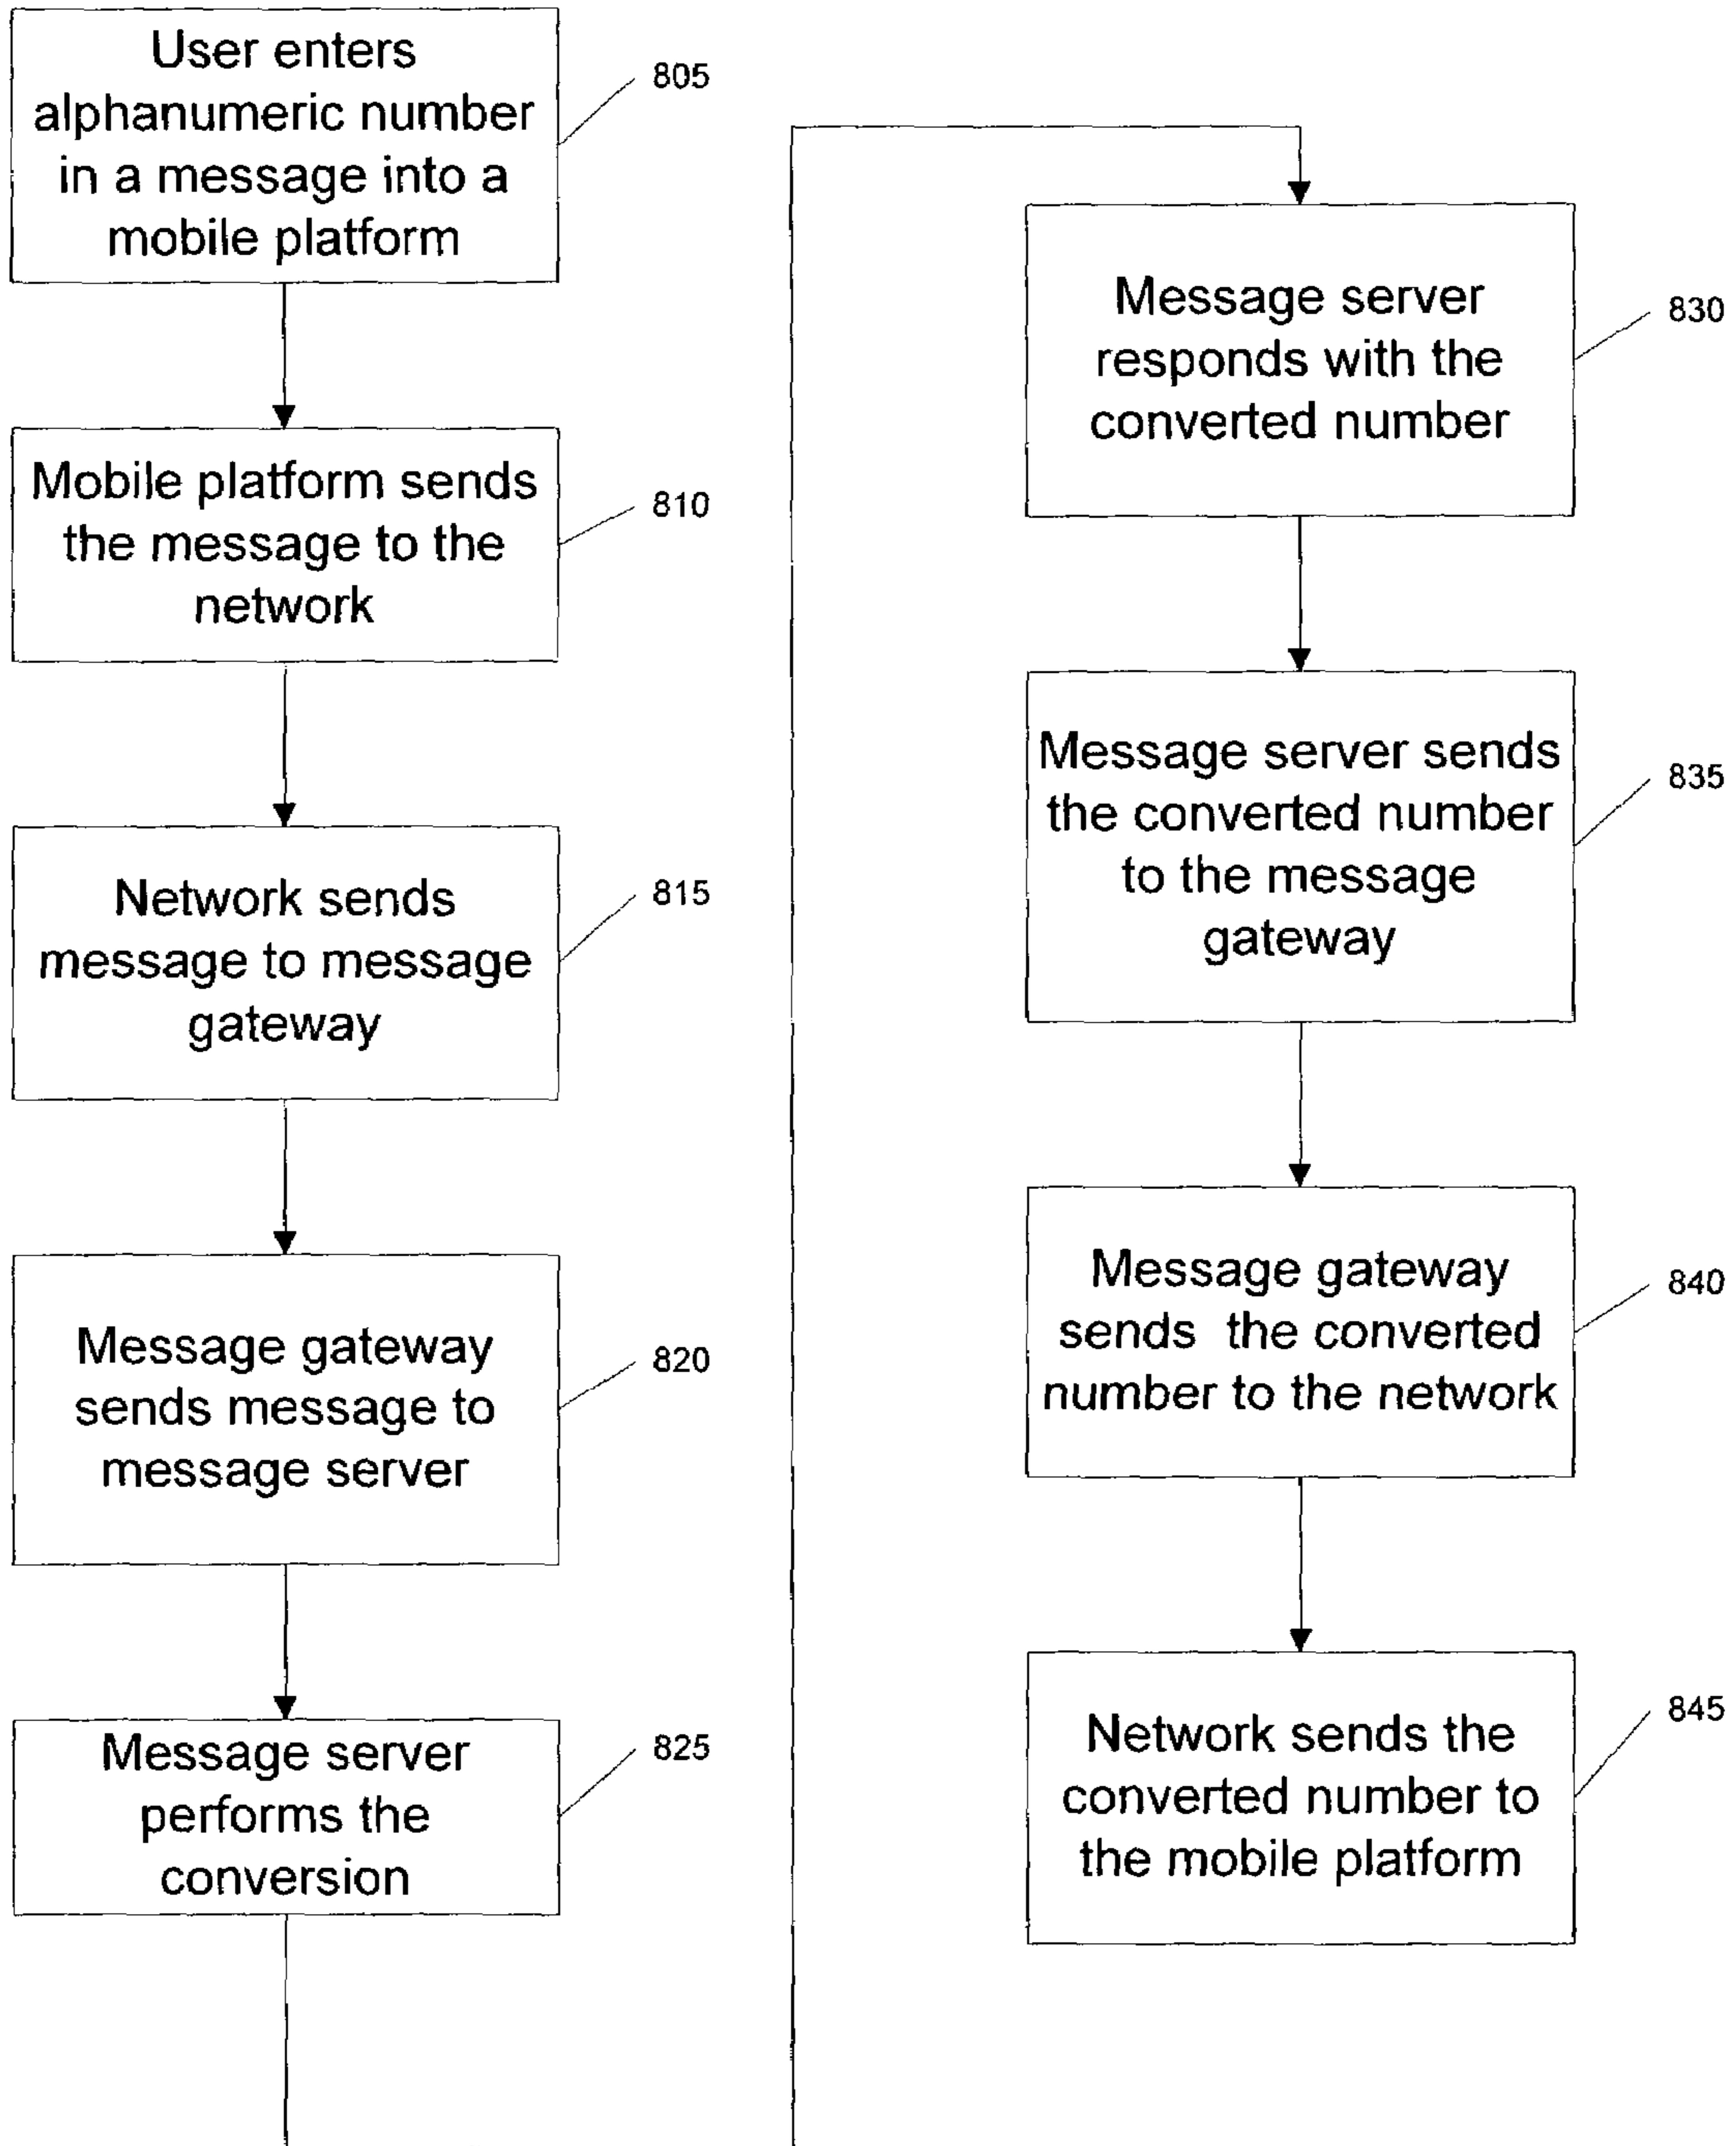 User enters
alphanumeric number
in a message into a
mobile platform
805
Mobile platform sends
the message to the
network
810
Network sends
message to message
gateway
815
Message gateway
sends message to
message server
820
Message server
performs the
conversion
825
Message server
responds with the
converted number
830
Message server sends
the converted number
to the message
gateway
835
Message gateway
sends the converted
number to the network
840
Network sends the
converted number to
the mobile platform
845